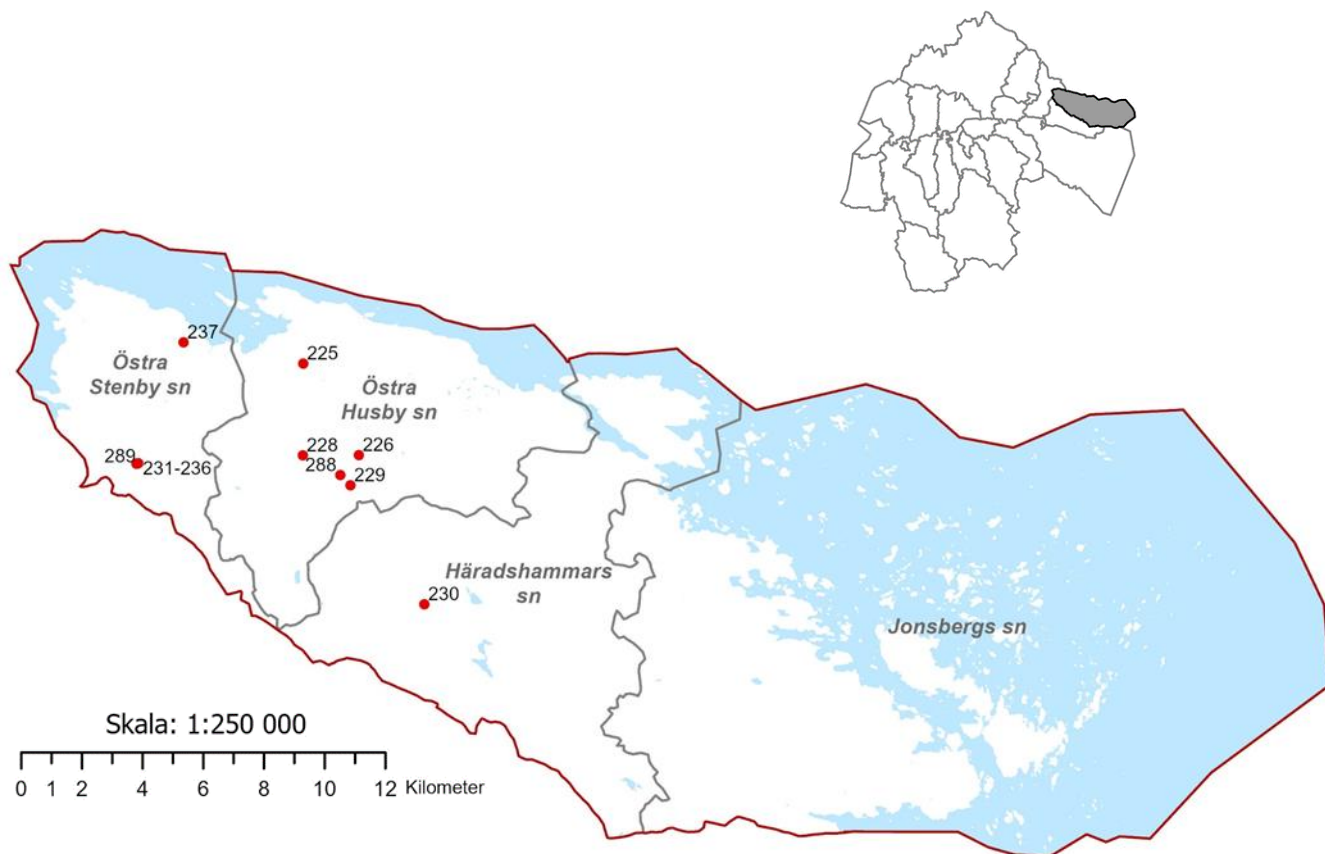 237
225
Östra
Stenby sn
Östra
Husby sn
228
226
289
231-236
288
229
Häradshammars
sn
230
Jonsbergs sn
Skala: 1:250 000
0 1 2 4 6 8 10 12 Kilometer